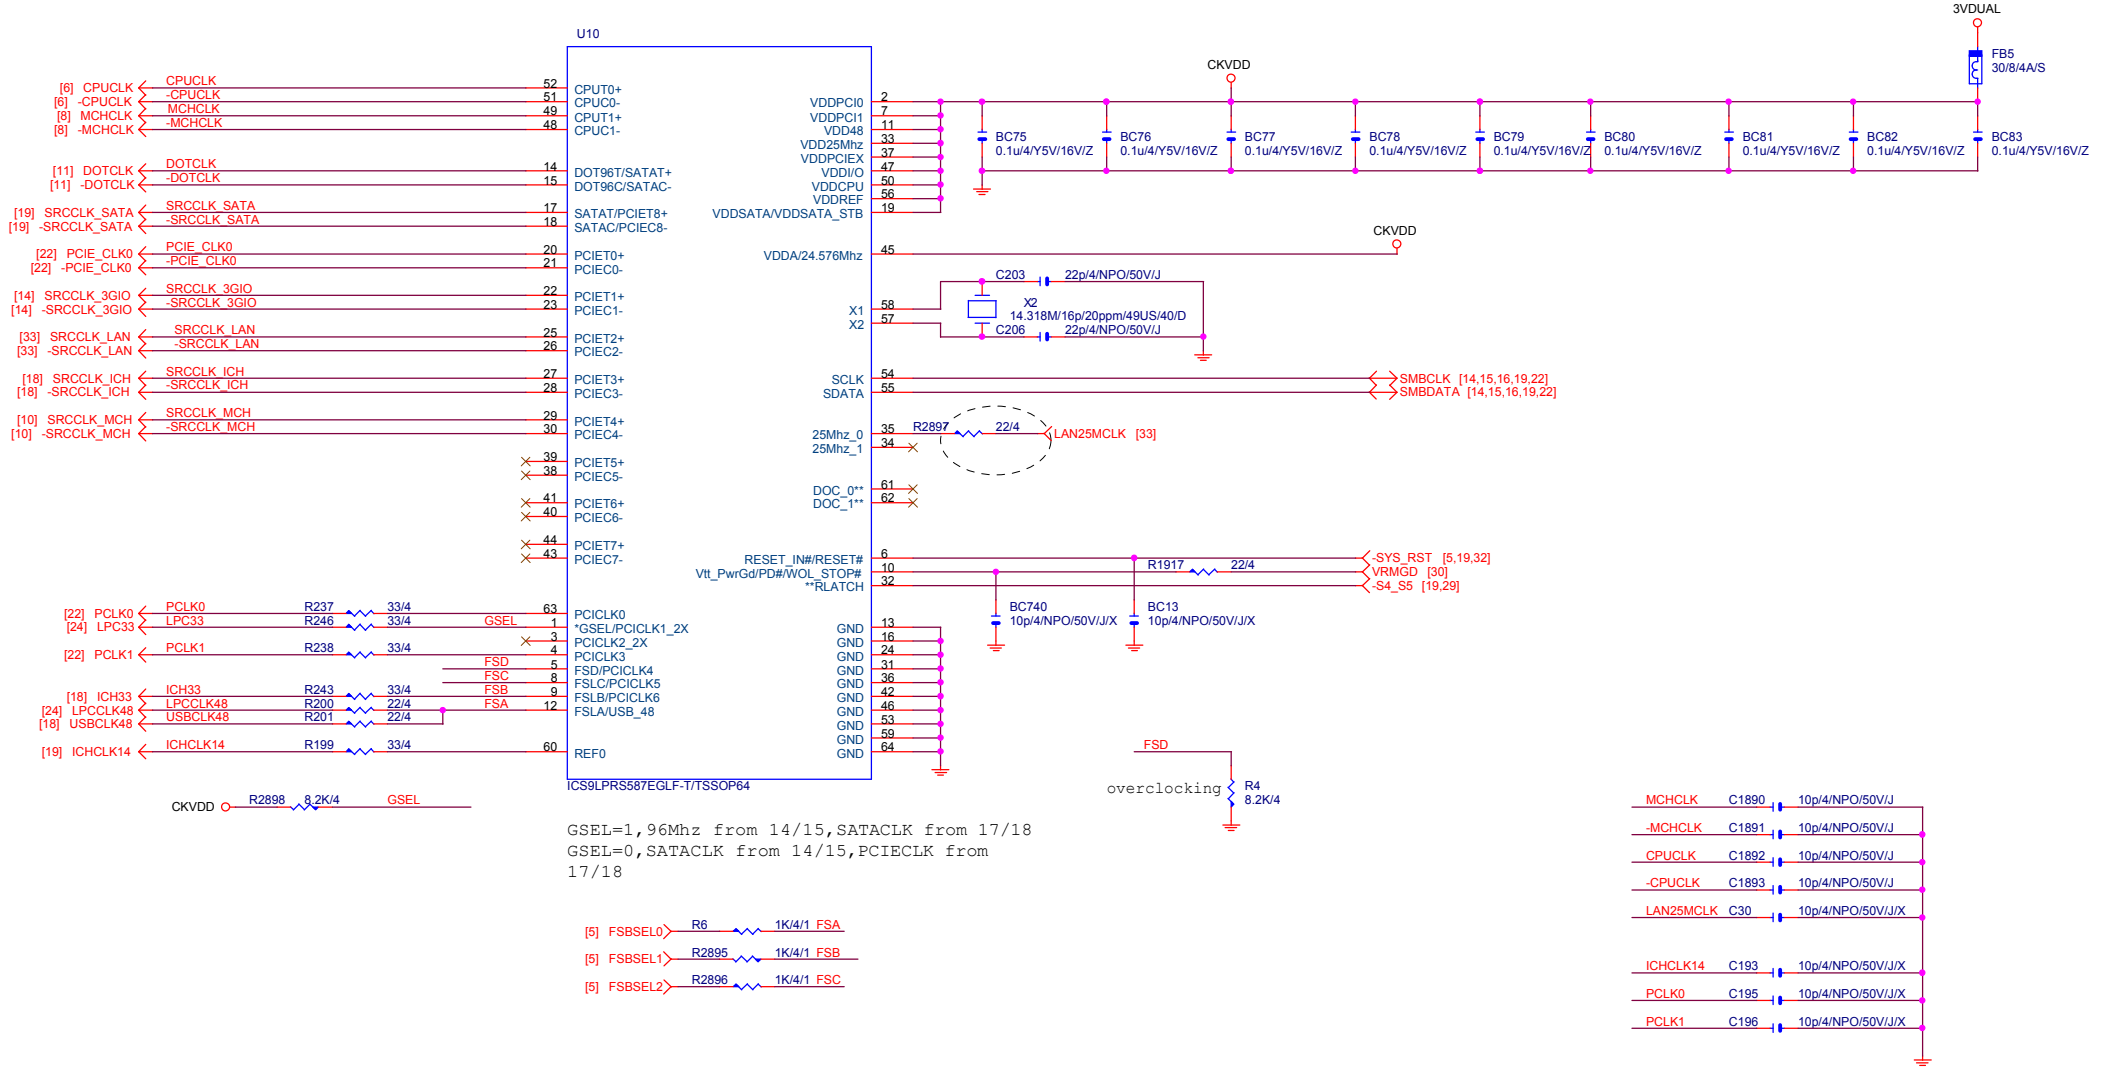 3VDUAL
U10
FB5
30/8/4A/S
CKVDD
[6] CPUCLK CPUCLK 52 CPUT0+
[6] -CPUCLK -CPUCLK 51 CPUC0-
[8] MCHCLK MCHCLK 49 CPUT1+
[8] -MCHCLK -MCHCLK 48 CPUC1-
[11] DOTCLK DOTCLK 14 DOT96T/SATAT+
[11] -DOTCLK -DOTCLK 15 DOT96C/SATAC-
[19] SRCCLK_SATA SRCCLK_SATA 17 SATAT/PCIET8+
[19] -SRCCLK_SATA -SRCCLK_SATA 18 SATAC/PCIEC8-
[22] PCIE_CLK0 PCIE_CLK0 20 PCIET0+
[22] -PCIE_CLK0 -PCIE_CLK0 21 PCIEC0-
[14] SRCCLK_3GIO SRCCLK_3GIO 22 PCIET1+
[14] -SRCCLK_3GIO -SRCCLK_3GIO 23 PCIEC1-
[33] SRCCLK_LAN SRCCLK_LAN 25 PCIET2+
[33] -SRCCLK_LAN -SRCCLK_LAN 26 PCIEC2-
[18] SRCCLK_ICH SRCCLK_ICH 27 PCIET3+
[18] -SRCCLK_ICH -SRCCLK_ICH 28 PCIEC3-
[10] SRCCLK_MCH SRCCLK_MCH 29 PCIET4+
[10] -SRCCLK_MCH -SRCCLK_MCH 30 PCIEC4-
39 PCIET5+
38 PCIEC5-
41 PCIET6+
40 PCIEC6-
44 PCIET7+
43 PCIEC7-
[22] PCLK0 PCLK0 R237 33/4 63 PCICLK0
[24] LPC33 LPC33 R246 33/4 GSEL 1 *GSEL/PCICLK1_2X
3 PCICLK2_2X
[22] PCLK1 PCLK1 R238 33/4 4 PCICLK3
FSD 5 FSD/PCICLK4
FSC 8 FSLC/PCICLK5
[18] ICH33 ICH33 R243 33/4 FSB 9 FSLB/PCICLK6
[24] LPCCLK48 LPCCLK48 R200 22/4 FSA 12 FSLA/USB_48
[18] USBCLK48 USBCLK48 R201 22/4
[19] ICHCLK14 ICHCLK14 R199 33/4 60 REF0
VDDPCI0 2
VDDPCI1 7
VDD48 11
VDD25Mhz 33
VDDPCIEX 37
VDDI/O 47
VDDCPU 50
VDDREF 56
VDDSATA/VDDSATA_STB 19
BC75 BC76 BC77 BC78 BC79 BC80 BC81 BC82 BC83
0.1u/4/Y5V/16V/Z 0.1u/4/Y5V/16V/Z 0.1u/4/Y5V/16V/Z 0.1u/4/Y5V/16V/Z 0.1u/4/Y5V/16V/Z 0.1u/4/Y5V/16V/Z 0.1u/4/Y5V/16V/Z 0.1u/4/Y5V/16V/Z 0.1u/4/Y5V/16V/Z
CKVDD
VDDA/24.576Mhz 45
C203 22p/4/NPO/50V/J
X1 58
X2
14.318M/16p/20ppm/49US/40/D
X2 57
C206 22p/4/NPO/50V/J
SCLK 54 SMBCLK [14,15,16,19,22]
SDATA 55 SMBDATA [14,15,16,19,22]
25Mhz_0 35 R2897 22/4 LAN25MCLK [33]
25Mhz_1 34
DOC_0** 61
DOC_1** 62
RESET_IN#/RESET# 6 -SYS_RST [5,19,32]
Vtt_PwrGd/PD#/WOL_STOP# 10 R1917 22/4 VRMGD [30]
**RLATCH 32 -S4_S5 [19,29]
BC740 BC13
10p/4/NPO/50V/J/X 10p/4/NPO/50V/J/X
GND 13
GND 16
GND 24
GND 31
GND 36
GND 42
GND 46
GND 53
GND 59
GND 64
ICS9LPRS587EGLF-T/TSSOP64
FSD
overclocking R4
8.2K/4
CKVDD R2898 8.2K/4 GSEL
GSEL=1,96Mhz from 14/15,SATACLK from 17/18
GSEL=0,SATACLK from 14/15,PCIECLK from
17/18
[5] FSBSEL0 R6 1K/4/1 FSA
[5] FSBSEL1 R2895 1K/4/1 FSB
[5] FSBSEL2 R2896 1K/4/1 FSC
MCHCLK C1890 10p/4/NPO/50V/J
-MCHCLK C1891 10p/4/NPO/50V/J
CPUCLK C1892 10p/4/NPO/50V/J
-CPUCLK C1893 10p/4/NPO/50V/J
LAN25MCLK C30 10p/4/NPO/50V/J/X
ICHCLK14 C193 10p/4/NPO/50V/J/X
PCLK0 C195 10p/4/NPO/50V/J/X
PCLK1 C196 10p/4/NPO/50V/J/X